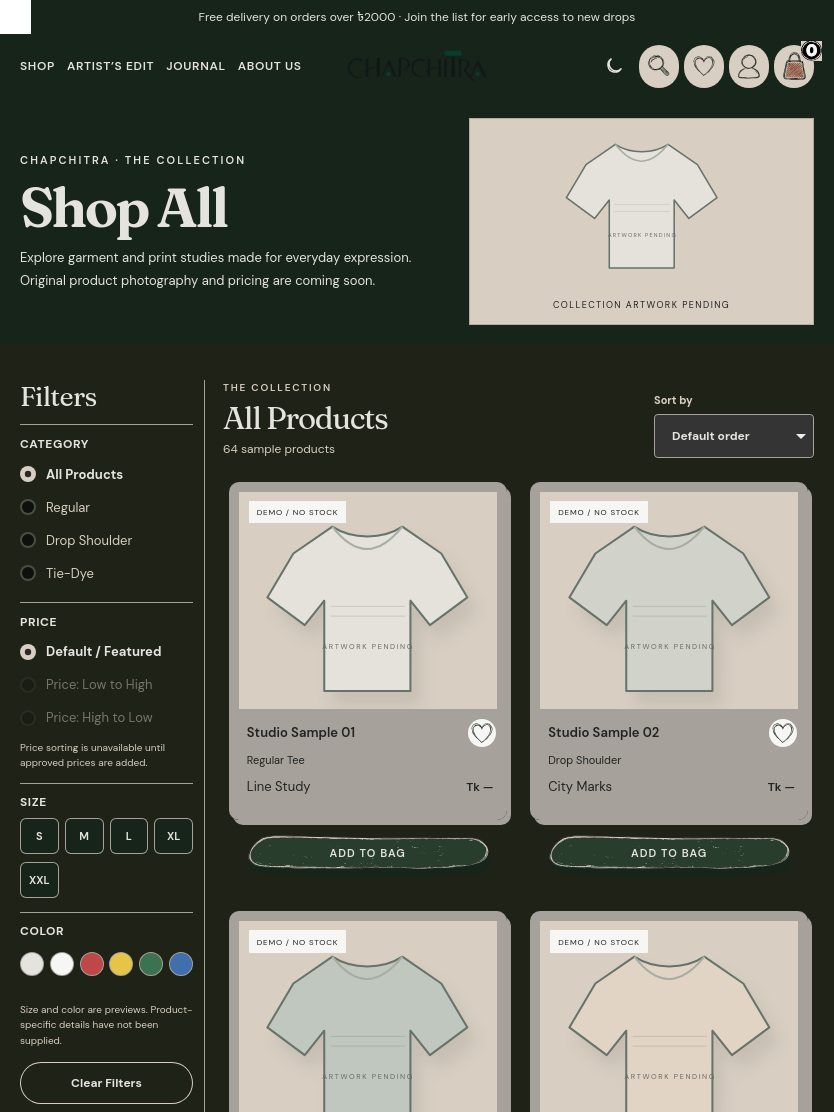 Free delivery on orders over ৳2000 · Join the list for early access to new drops
SHOP ARTIST'S EDIT JOURNAL ABOUT US
CHAPCHITRA
0
CHAPCHITRA · THE COLLECTION
Shop All
Explore garment and print studies made for everyday expression.
Original product photography and pricing are coming soon.
ARTWORK PENDING
COLLECTION ARTWORK PENDING
Filters
CATEGORY
All Products
Regular
Drop Shoulder
Tie-Dye
PRICE
Default / Featured
Price: Low to High
Price: High to Low
Price sorting is unavailable until
approved prices are added.
SIZE
S M L XL
XXL
COLOR
Size and color are previews. Product-
specific details have not been
supplied.
Clear Filters
THE COLLECTION
All Products
64 sample products
Sort by
Default order
DEMO / NO STOCK
ARTWORK PENDING
Studio Sample 01
Regular Tee
Line Study Tk —
ADD TO BAG
DEMO / NO STOCK
ARTWORK PENDING
Studio Sample 02
Drop Shoulder
City Marks Tk —
ADD TO BAG
DEMO / NO STOCK
ARTWORK PENDING
DEMO / NO STOCK
ARTWORK PENDING